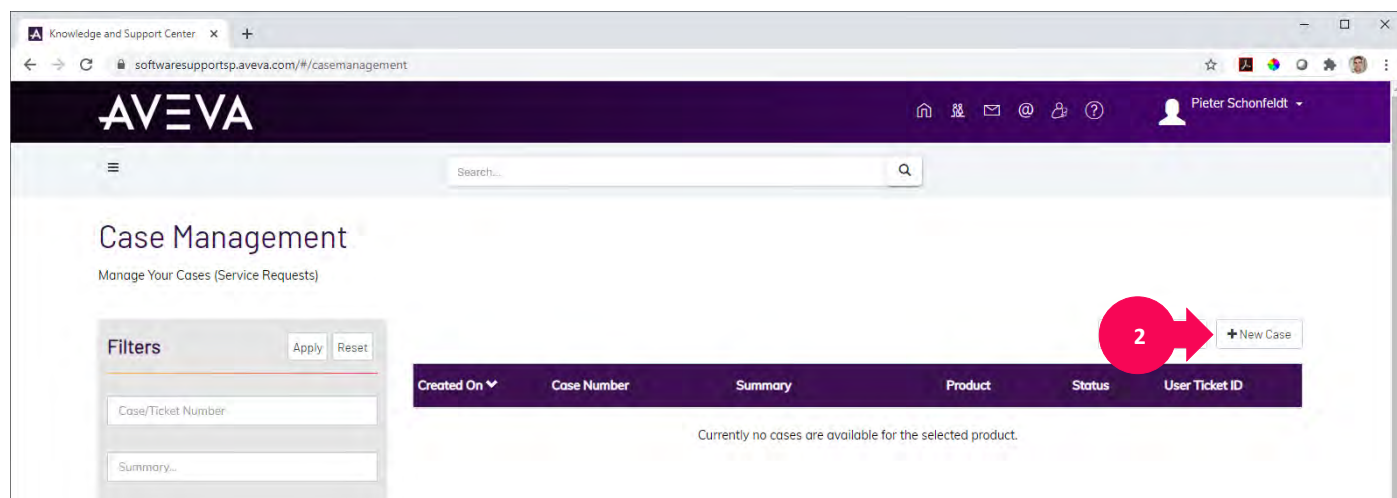 Knowledge and Support Center
softwaresupportsp.aveva.com/#/casemanagement
AVEVA
Pieter Schonfeldt
Search...
Case Management
Manage Your Cases (Service Requests)
Filters
Apply
Reset
2
New Case
Created On
Case Number
Summary
Product
Status
User Ticket ID
Case/Ticket Number
Currently no cases are available for the selected product.
Summary...